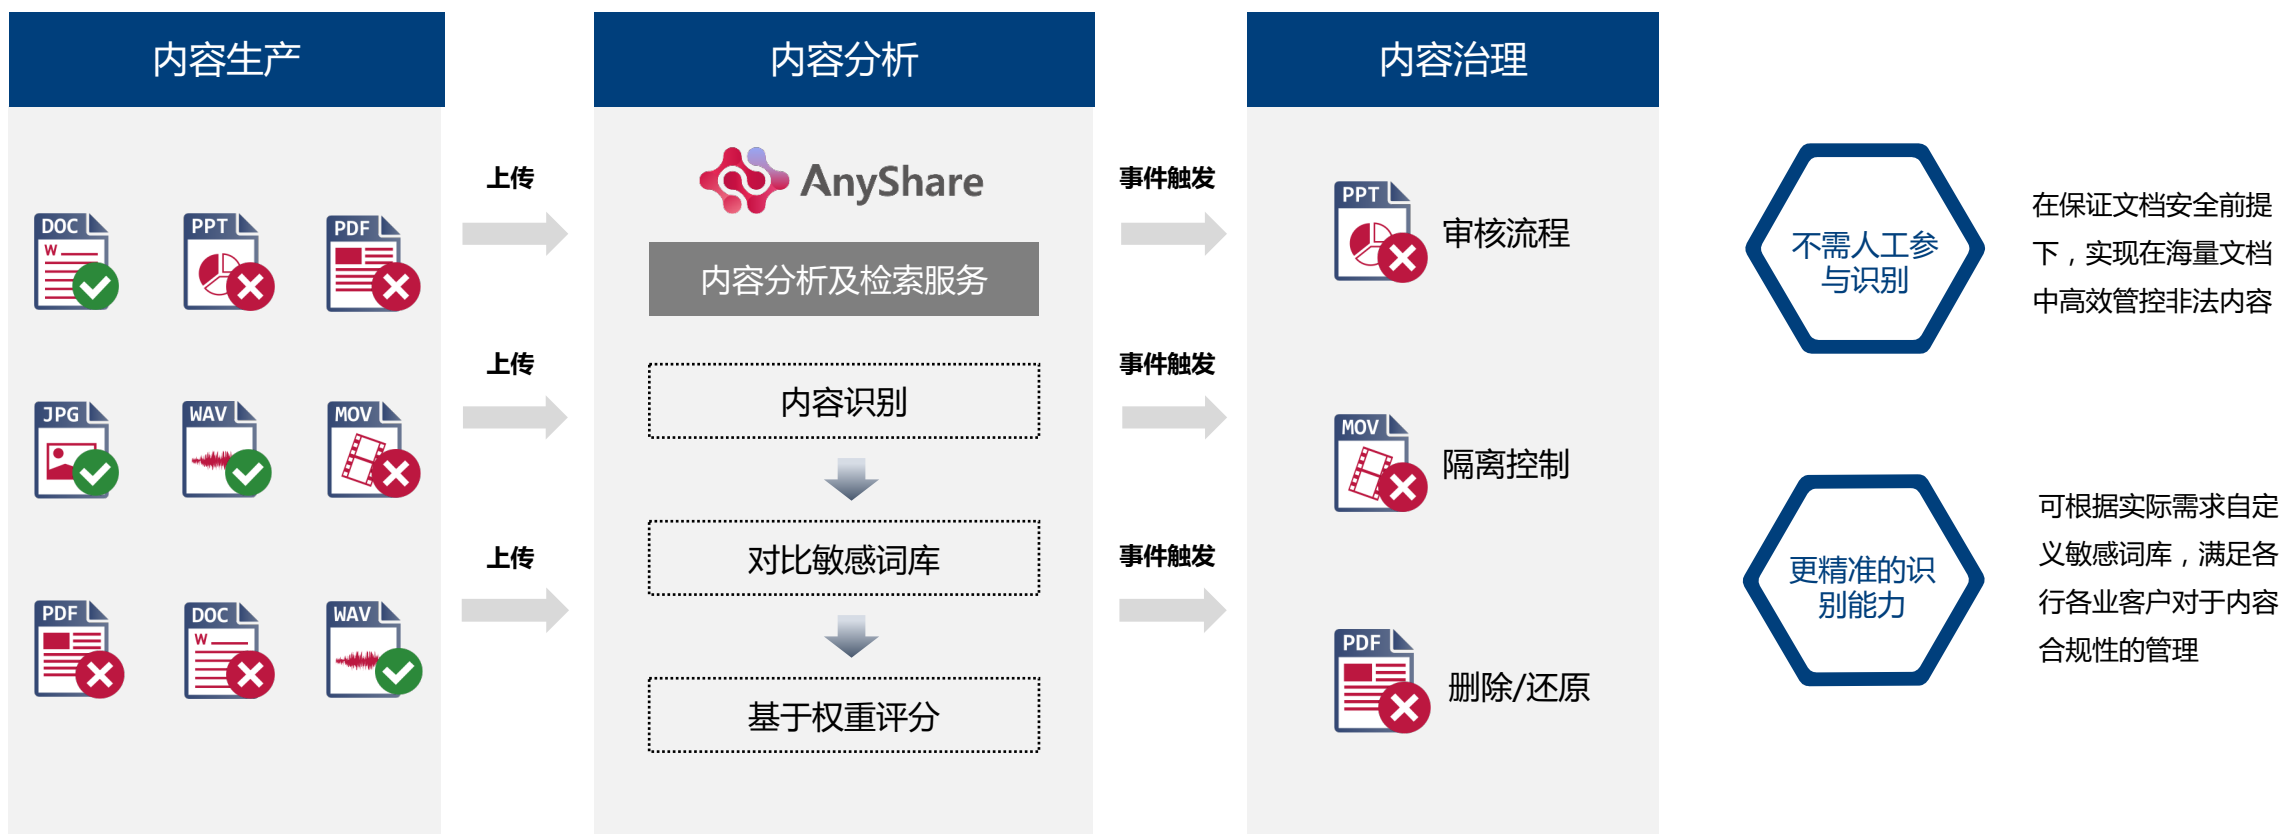 内容生产
DOC
PPT
PDF
JPG
WAV
MOV
PDF
DOC
WAV
W
W
上传
上传
上传
内容分析
AnyShare
内容分析及检索服务
内容识别
对比敏感词库
基于权重评分
事件触发
事件触发
事件触发
内容治理
PPT
审核流程
MOV
隔离控制
PDF
删除/还原
不需人工参
与识别
在保证文档安全前提
下，实现在海量文档
中高效管控非法内容
更精准的识
别能力
可根据实际需求自定
义敏感词库，满足各
行各业客户对于内容
合规性的管理